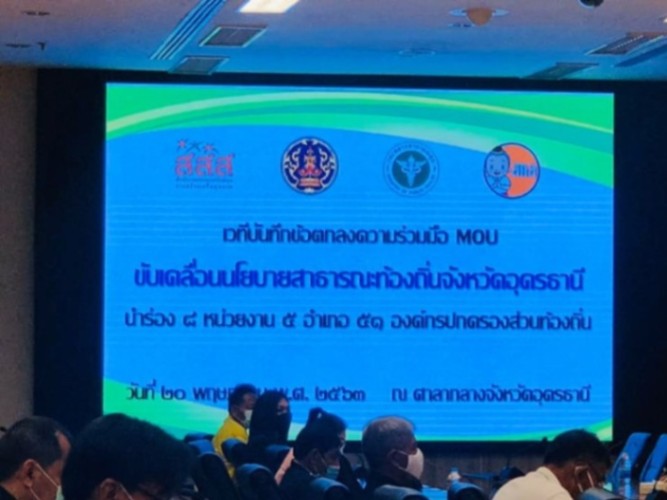 สสส
เวทีบันทึกข้อตกลงความร่วมมือ MOU
ขับเคลื่อนนโยบายสาธารณะท้องถิ่นจังหวัดอุดรธานี
นำร่อง ๘ หน่วยงาน ๕ อำเภอ ๕๑ องค์กรปกครองส่วนท้องถิ่น
วันที่ ๒๐ พ.ศ. ๒๕๖๓ ณ ศาลากลางจังหวัดอุดรธานี